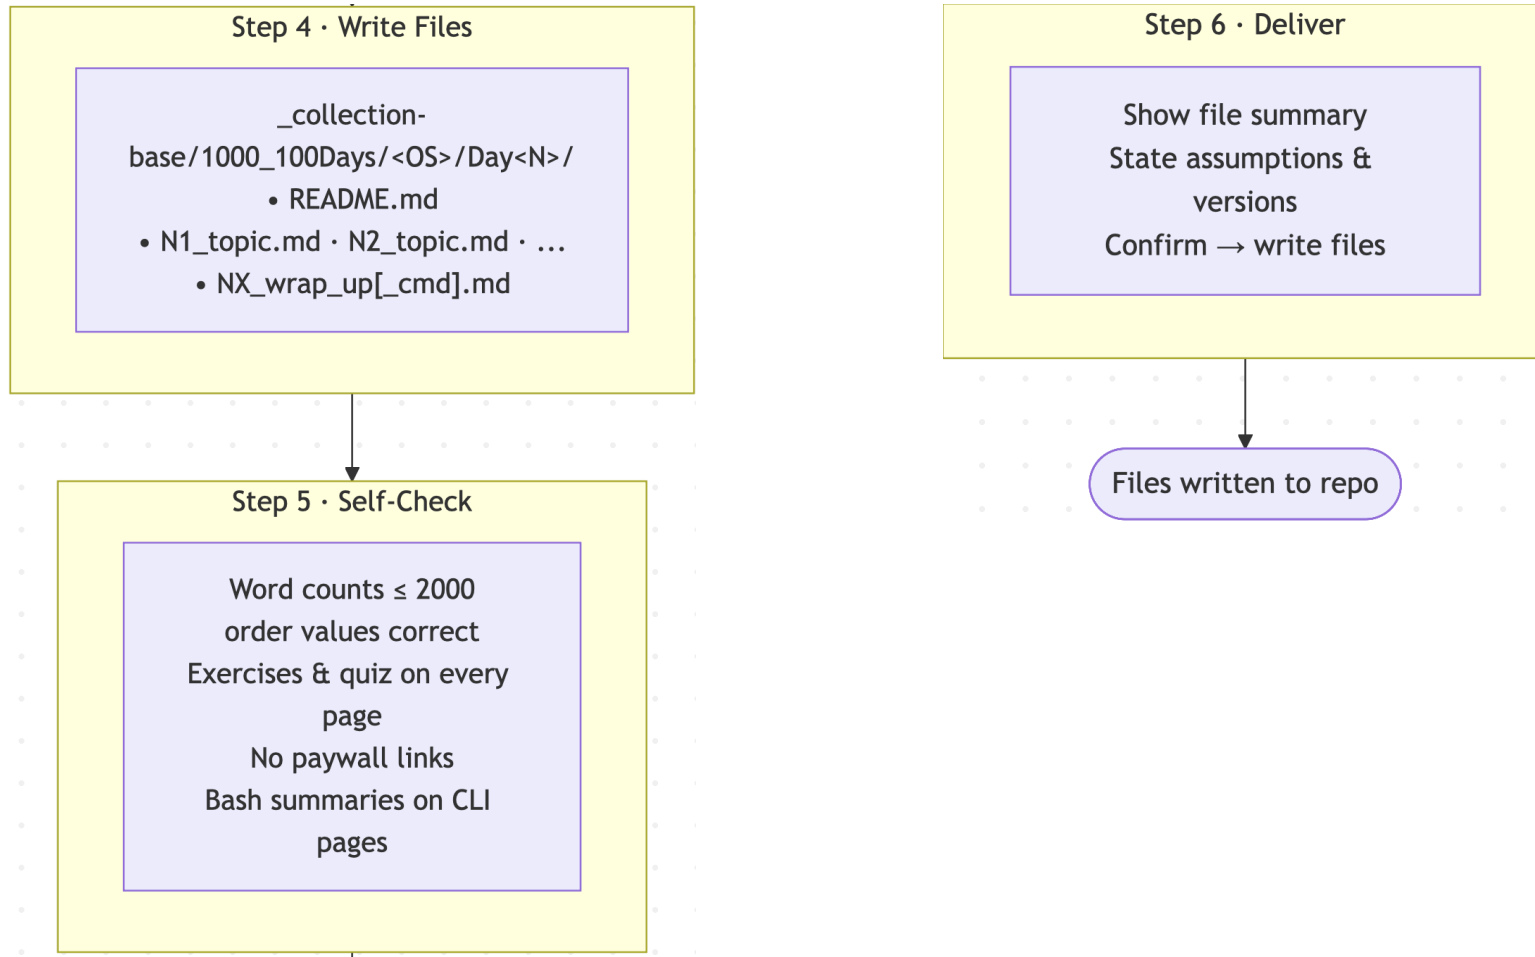 Step 4 · Write Files
_collection-
base/1000_100Days/<OS>/Day<N>/
• README.md
• N1_topic.md · N2_topic.md · ...
• NX_wrap_up[_cmd].md
Step 5 · Self-Check
Word counts ≤ 2000
order values correct
Exercises & quiz on every
page
No paywall links
Bash summaries on CLI
pages
Step 6 · Deliver
Show file summary
State assumptions &
versions
Confirm → write files
Files written to repo